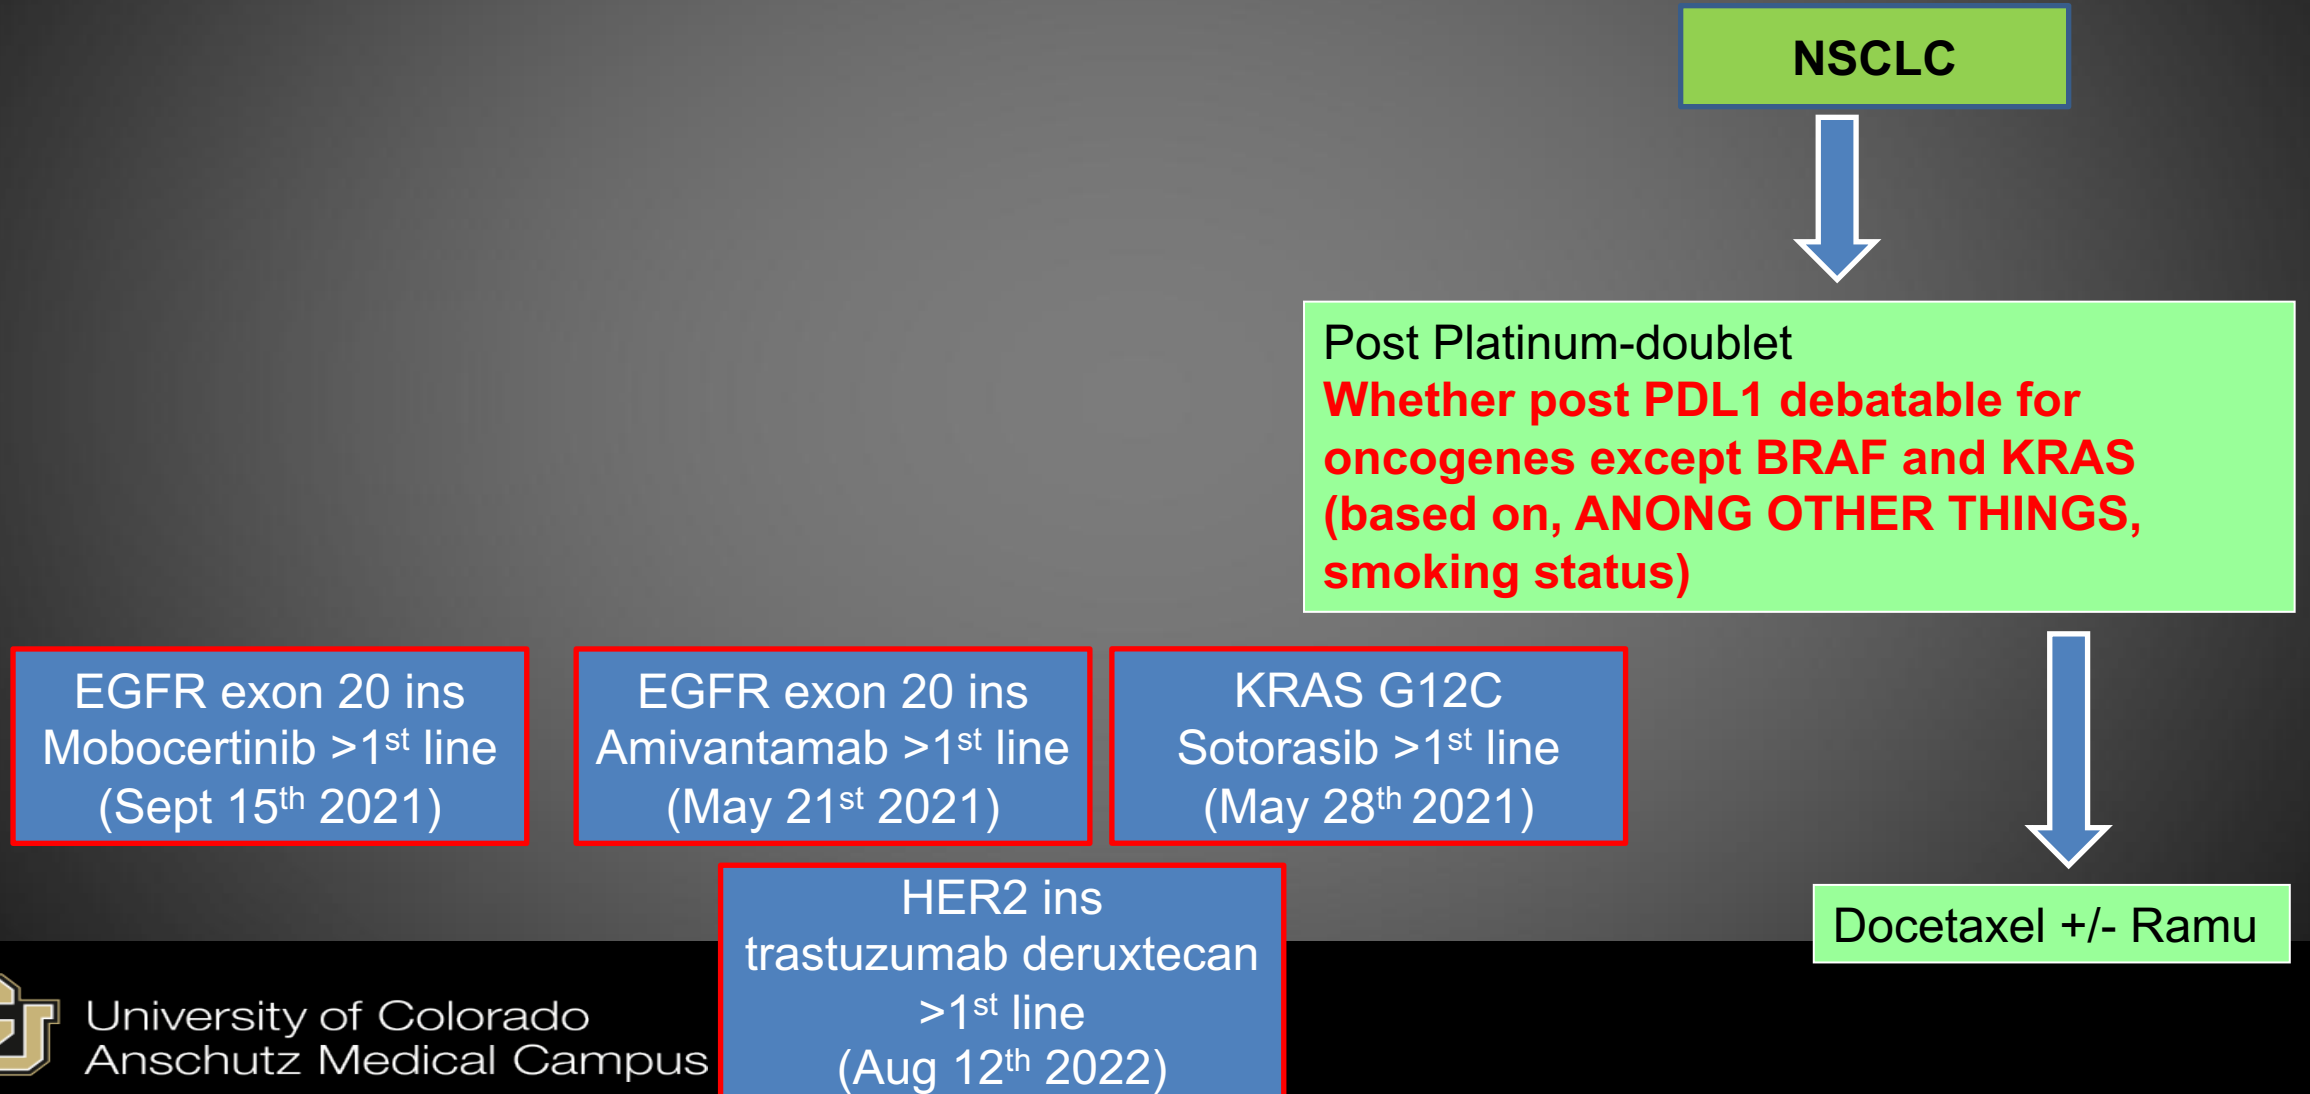 NSCLC
Post Platinum-doublet
Whether post PDL1 debatable for
oncogenes except BRAF and KRAS
(based on, ANONG OTHER THINGS,
smoking status)
EGFR exon 20 ins
Mobocertinib >1st line
(Sept 15th 2021)
EGFR exon 20 ins
Amivantamab >1st line
(May 21st 2021)
KRAS G12C
Sotorasib >1st line
(May 28th 2021)
HER2 ins
trastuzumab deruxtecan
>1st line
(Aug 12th 2022)
Docetaxel +/- Ramu
University of Colorado
Anschutz Medical Campus